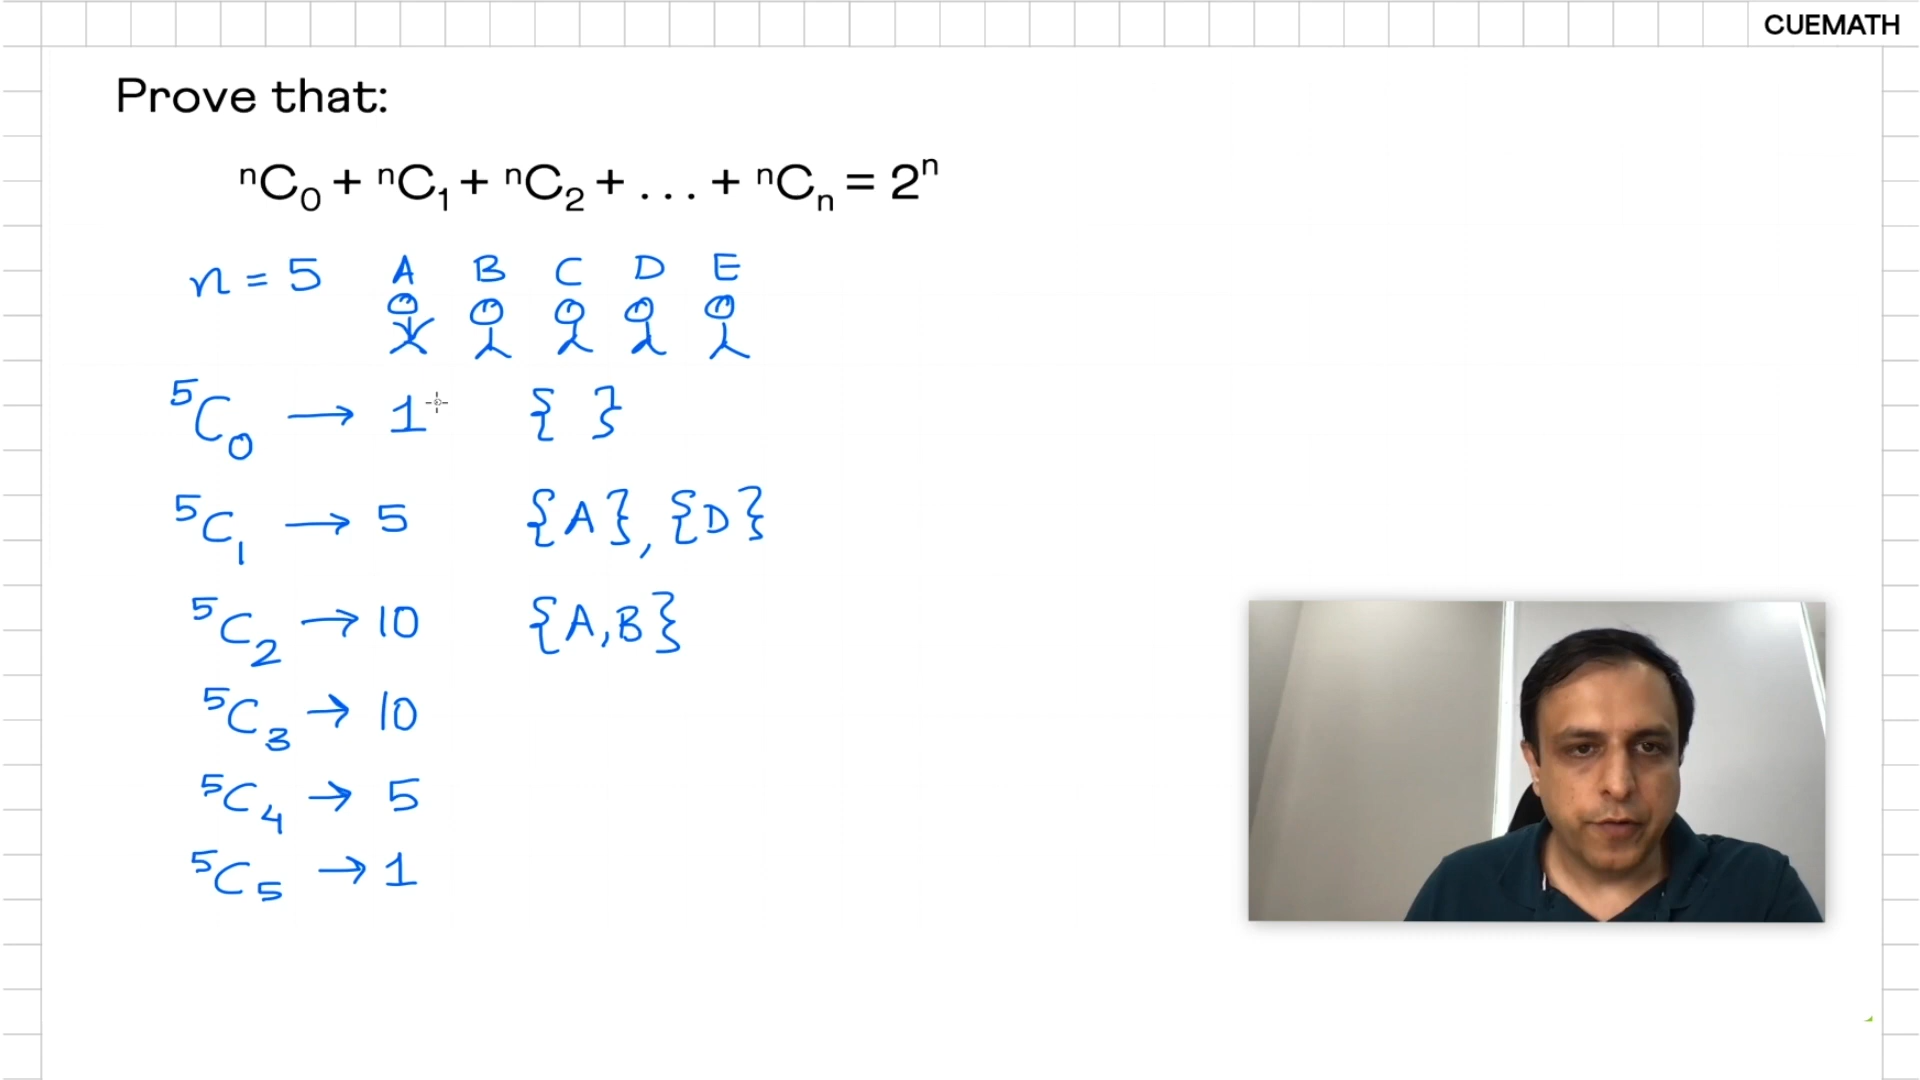 CUEMATH
Prove that:
ⁿC₀ + ⁿC₁ + ⁿC₂ + ... + ⁿCₙ = 2ⁿ
n = 5 A B C D E
⁵C₀ → 1 { }
⁵C₁ → 5 {A}, {D}
⁵C₂ → 10 {A,B}
⁵C₃ → 10
⁵C₄ → 5
⁵C₅ → 1